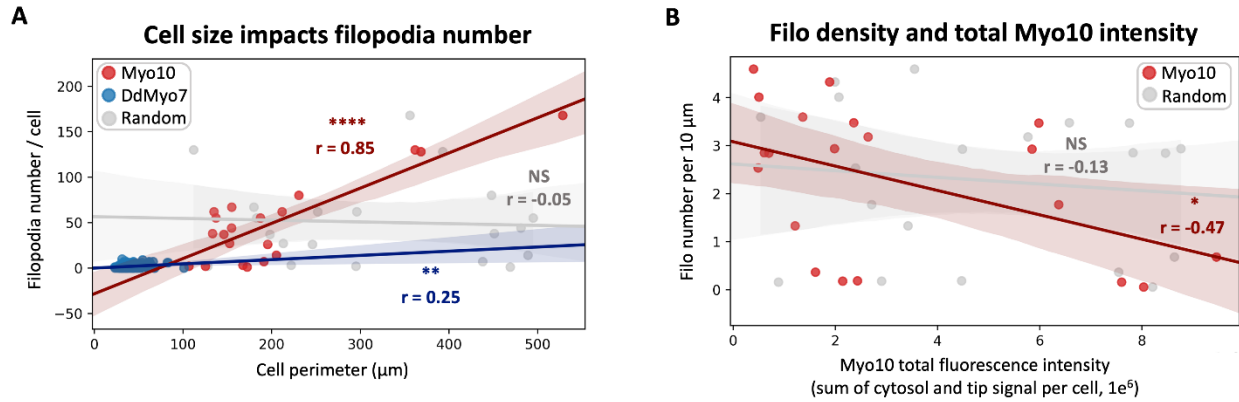 A
Cell size impacts filopodia number
Myo10
DdMyo7
Random
****
r = 0.85
NS
r = -0.05
**
r = 0.25
200
150
100
50
0
−50
Filopodia number / cell
0 100 200 300 400 500
Cell perimeter (µm)
B
Filo density and total Myo10 intensity
Myo10
Random
NS
r = -0.13
*
r = -0.47
4
3
2
1
0
Filo number per 10 µm
0 2 4 6 8
Myo10 total fluorescence intensity
(sum of cytosol and tip signal per cell, 1e⁶)